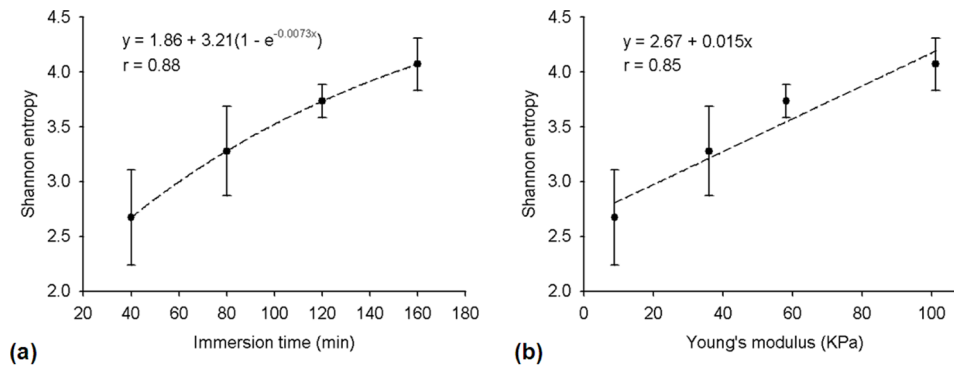 4.5
4.0
3.5
3.0
2.5
2.0
Shannon entropy
y = 1.86 + 3.21(1 - e^-0.0073x)
r = 0.88
20 40 60 80 100 120 140 160 180
Immersion time (min)
(a)
4.5
4.0
3.5
3.0
2.5
2.0
Shannon entropy
y = 2.67 + 0.015x
r = 0.85
0 20 40 60 80 100
Young's modulus (KPa)
(b)